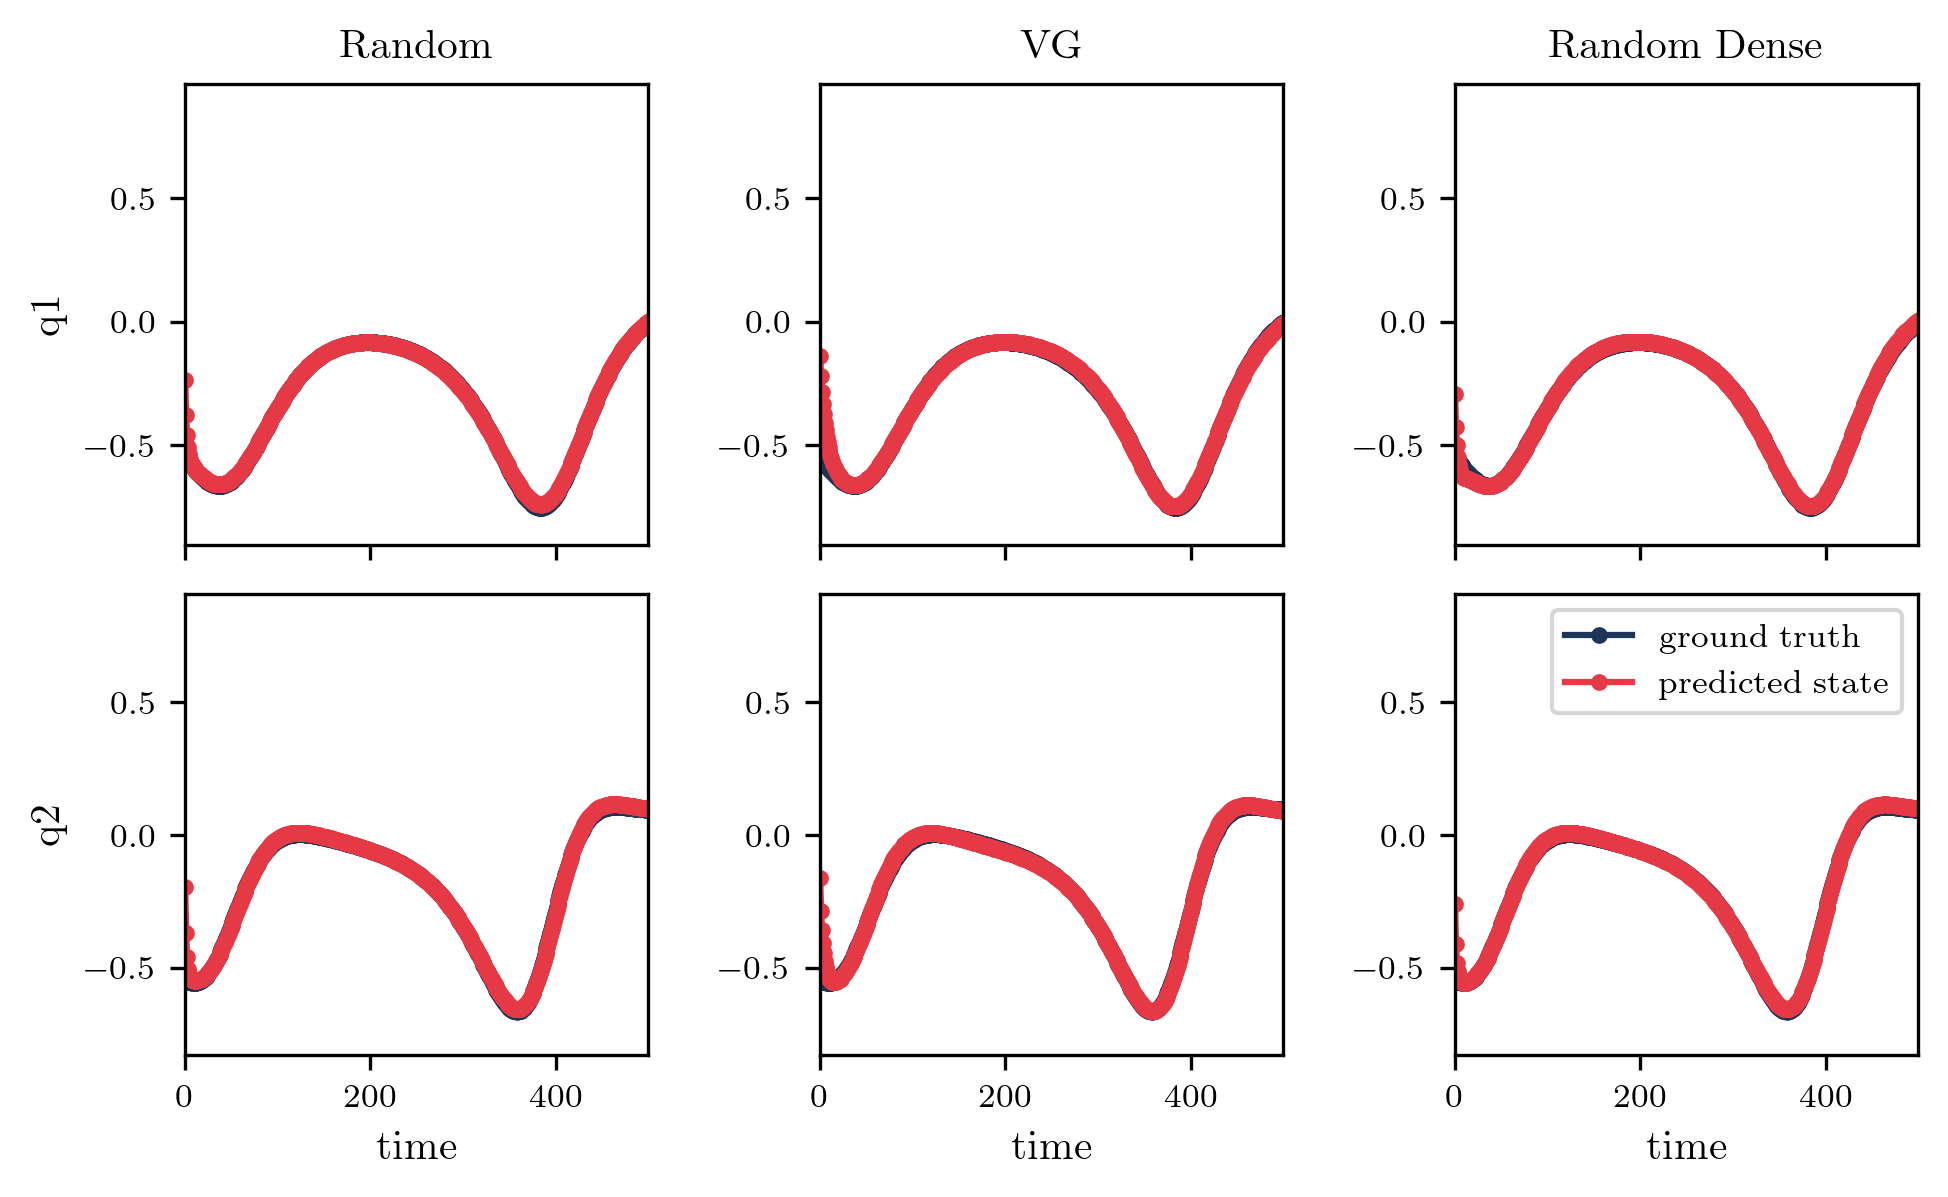 Random VG Random Dense
q1
0.5 0.5 0.5
0.0 0.0 0.0
−0.5 −0.5 −0.5
q2
ground truth
predicted state
0.5 0.5 0.5
0.0 0.0 0.0
−0.5 −0.5 −0.5
0 200 400 0 200 400 0 200 400
time time time